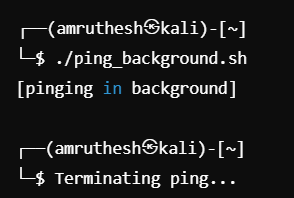 ┌──(amruthesh㉿kali)-[~]
└─$ ./ping_background.sh
[pinging in background]
┌──(amruthesh㉿kali)-[~]
└─$ Terminating ping...